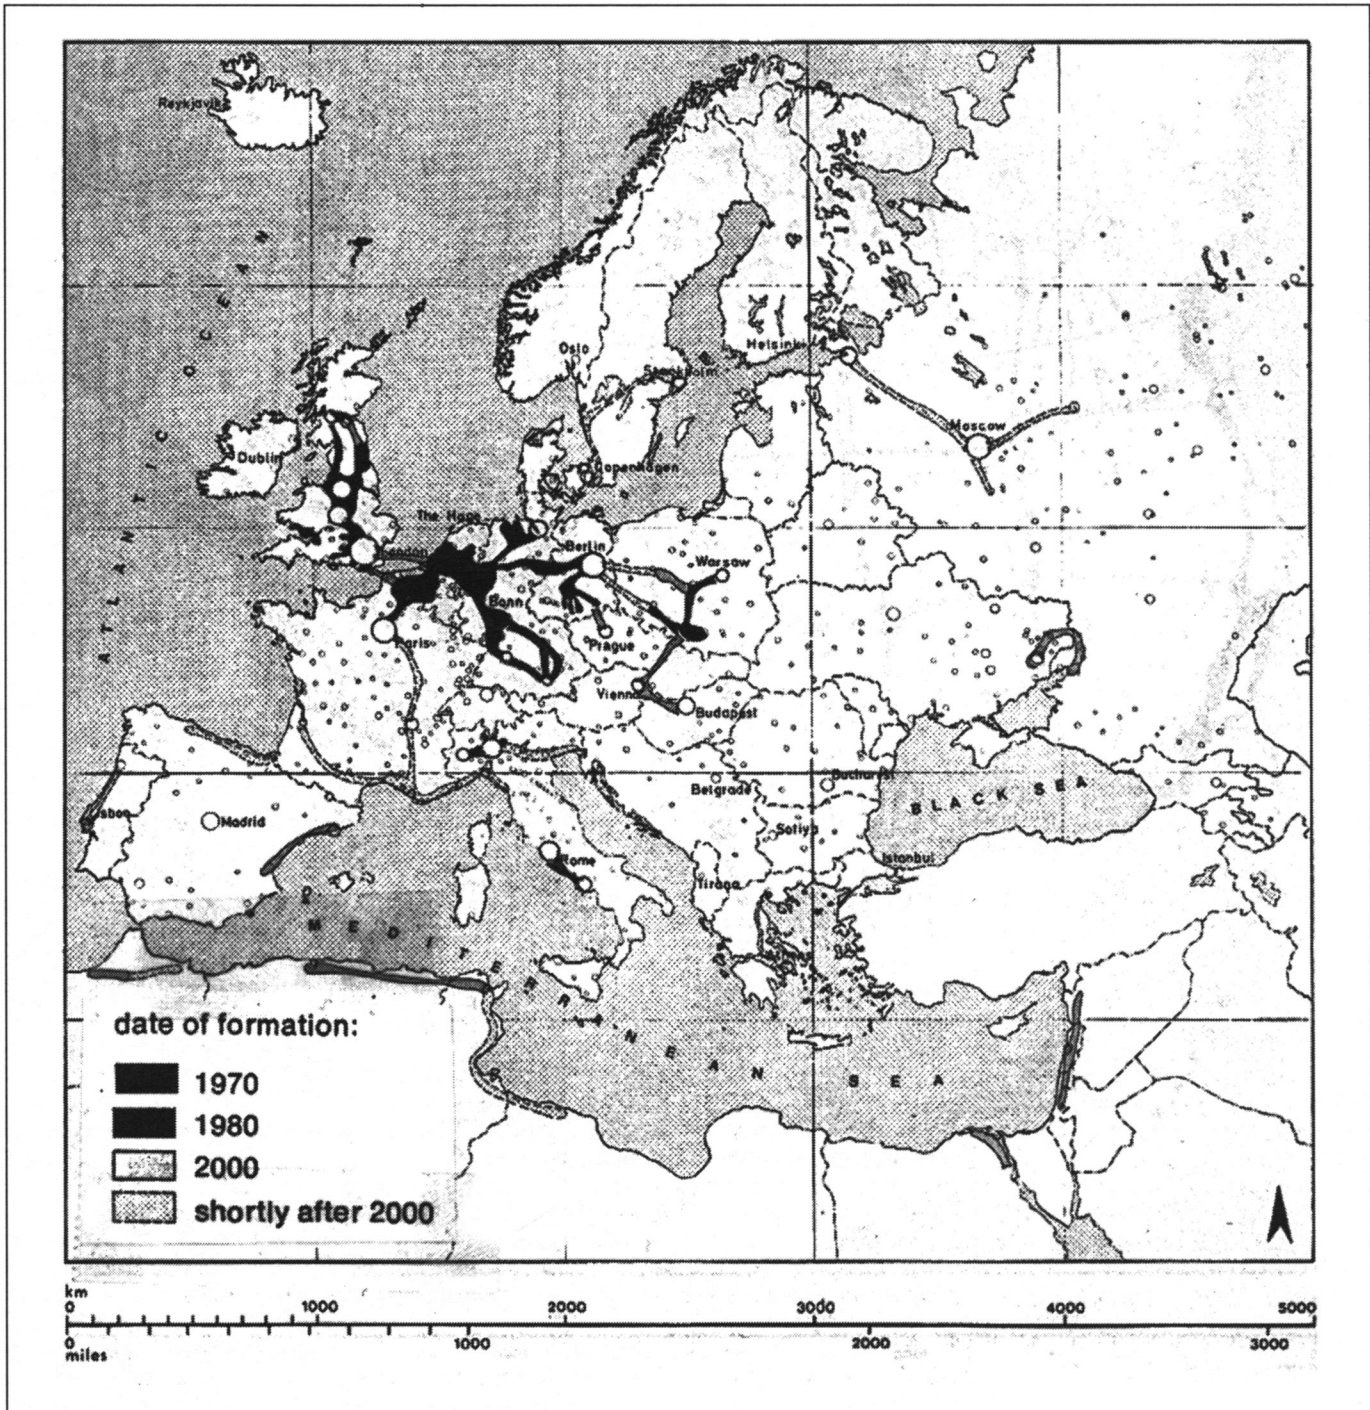 Reykjavik
ATLANTIC OCEAN
Oslo
Helsinki
Stockholm
Moscow
Dublin
Copenhagen
The Hage
London
Berlin
Warsaw
Bonn
Paris
Prague
Vienna
Budapest
Belgrade
Bucharest
BLACK SEA
Lisboa
Madrid
Sofiya
Istanbul
Rome
Tirana
MEDITERRANEAN SEA
date of formation:
1970
1980
2000
shortly after 2000
km
0 1000 2000 3000 4000 5000
0 1000 2000 3000
miles